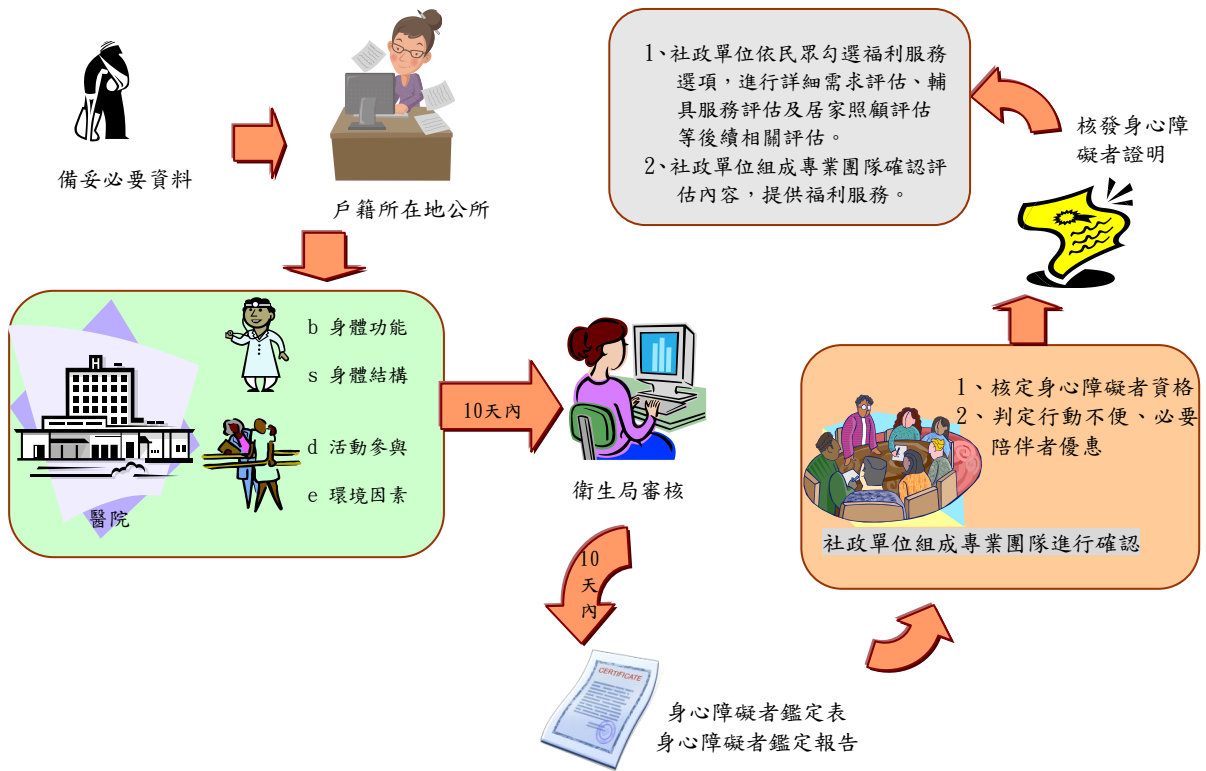 備妥必要資料
戶籍所在地公所
b 身體功能
s 身體結構
d 活動參與
e 環境因素
醫院
10天內
衛生局審核
10
天
內
CERTIFICATE
身心障礙者鑑定表
身心障礙者鑑定報告
1、核定身心障礙者資格
2、判定行動不便、必要
陪伴者優惠
社政單位組成專業團隊進行確認
核發身心障
礙者證明
1、社政單位依民眾勾選福利服務
選項，進行詳細需求評估、輔
具服務評估及居家照顧評估
等後續相關評估。
2、社政單位組成專業團隊確認評
估內容，提供福利服務。